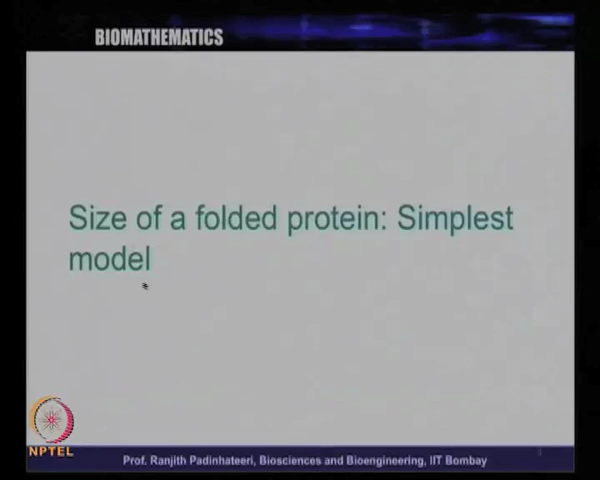 BIOMATHEMATICS
Size of a folded protein: Simplest
model
NPTEL
Prof. Ranjith Padinhateeri, Biosciences and Bioengineering, IIT Bombay